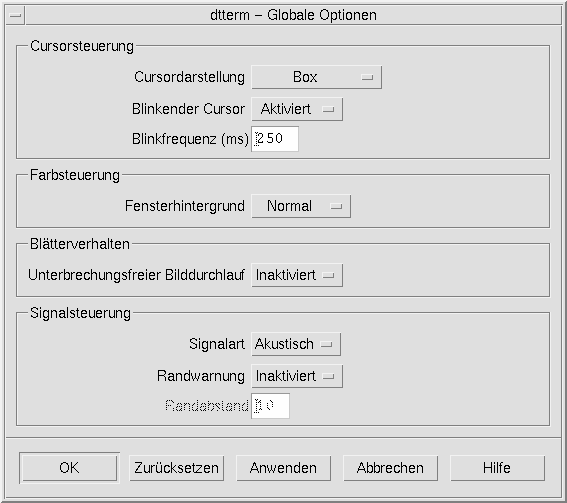 dtterm – Globale Optionen
Cursorsteuerung
Cursordarstellung Box
Blinkender Cursor Aktiviert
Blinkfrequenz (ms) 250
Farbsteuerung
Fensterhintergrund Normal
Blätterverhalten
Unterbrechungsfreier Bilddurchlauf Inaktiviert
Signalsteuerung
Signalart Akustisch
Randwarnung Inaktiviert
Randabstand 10
OK Zurücksetzen Anwenden Abbrechen Hilfe